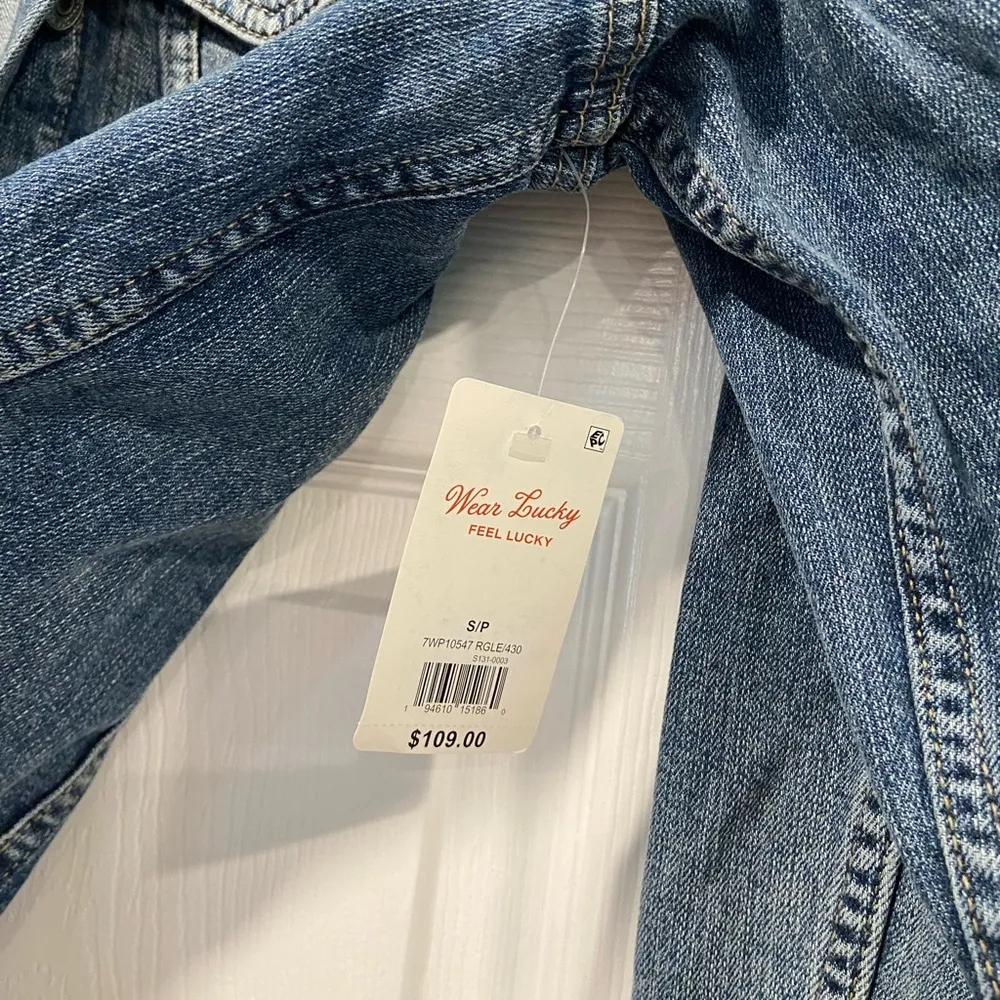 Wear Lucky
FEEL LUCKY
S/P
7WP10547 RGLE/430
S131-0003
1 94610 15186 0
$109.00